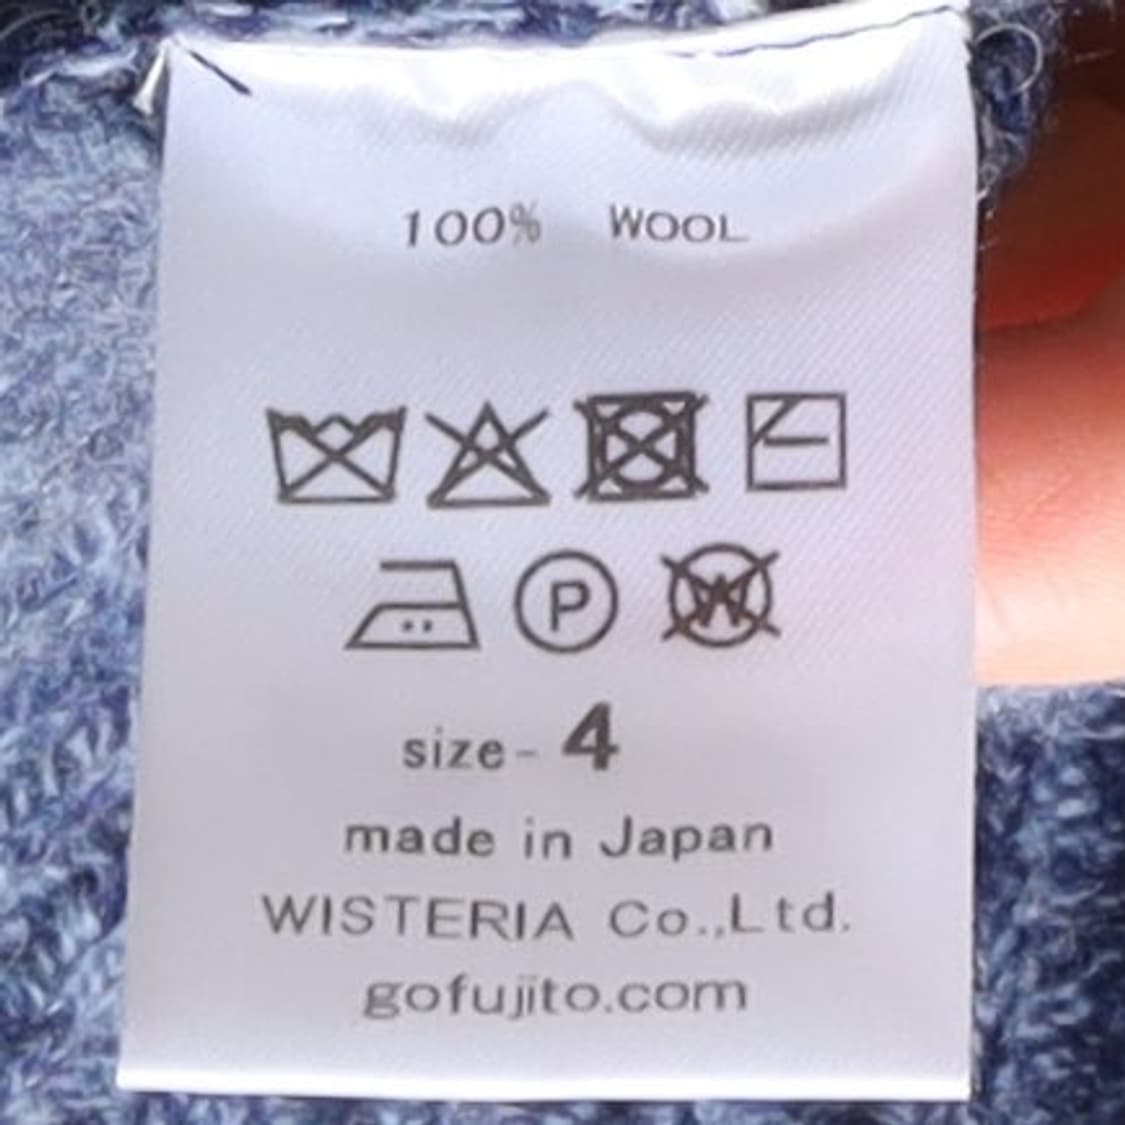 100% WOOL
P W
size- 4
made in Japan
WISTERIA Co.,Ltd.
gofujito.com